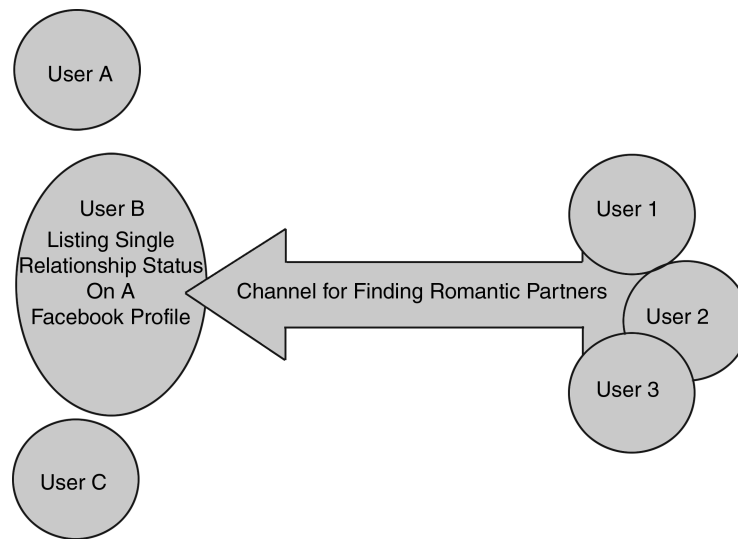 User A
User B
Listing Single
Relationship Status
On A
Facebook Profile
User C
Channel for Finding Romantic Partners
User 1
User 2
User 3